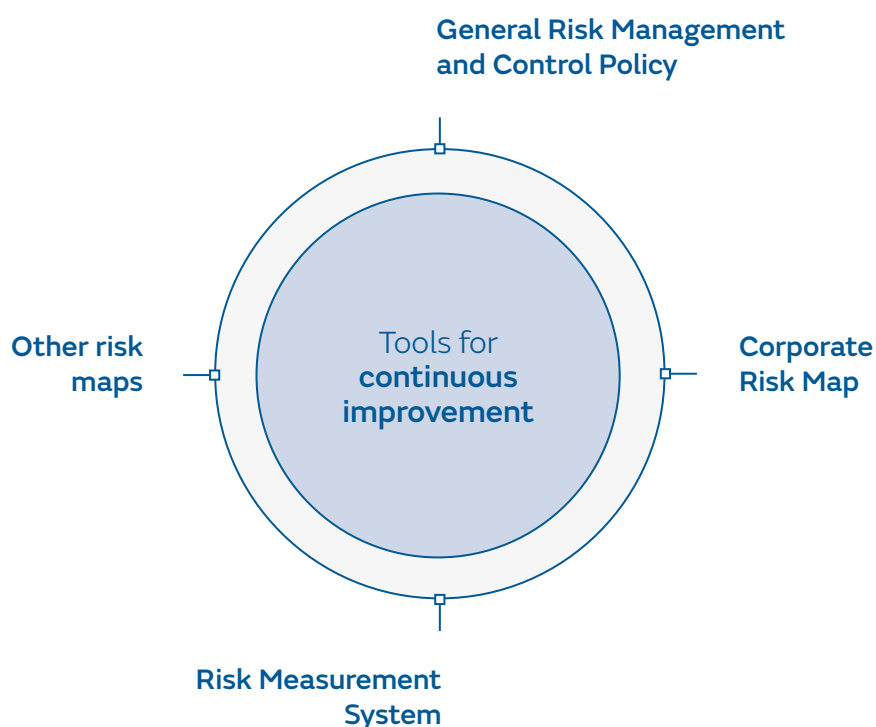 General Risk Management
and Control Policy
Other risk
maps
Tools for
continuous
improvement
Corporate
Risk Map
Risk Measurement
System